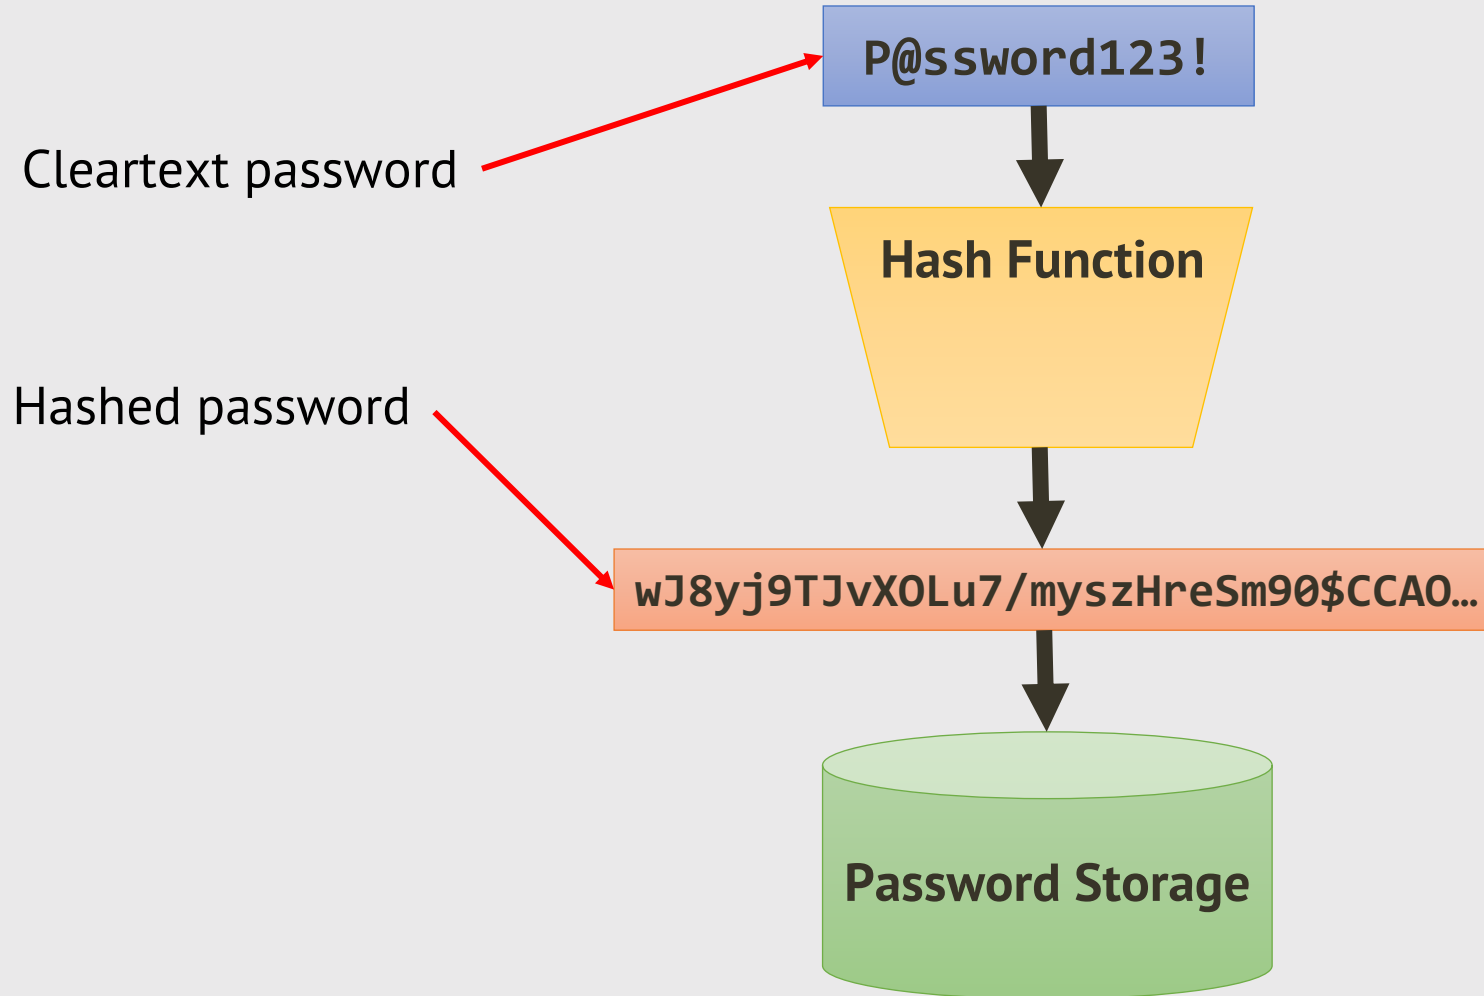 P@ssword123!
Cleartext password
Hash Function
Hashed password
wJ8yj9TJvXOLu7/myszHreSm90$CCAO…
Password Storage